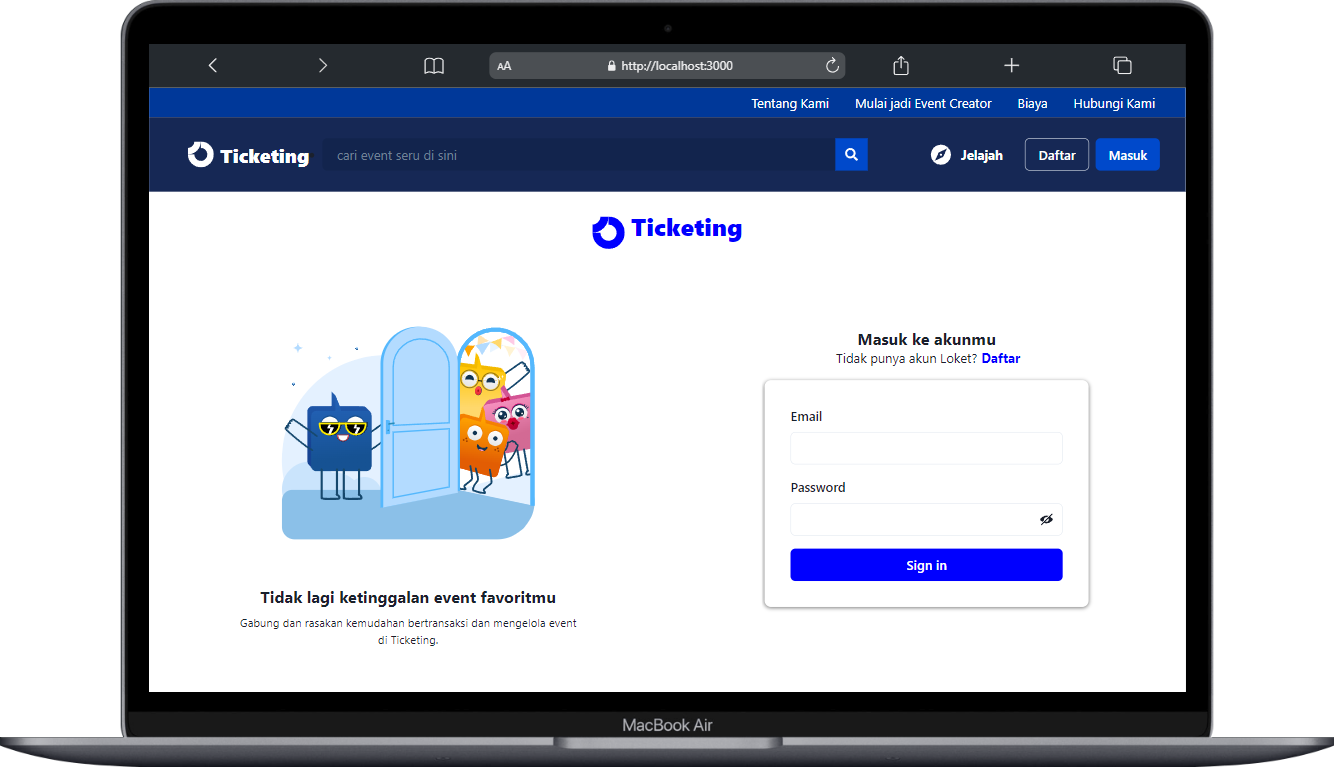 AA http://localhost:3000
Tentang Kami Mulai jadi Event Creator Biaya Hubungi Kami
Ticketing cari event seru di sini Jelajah Daftar Masuk
Ticketing
Masuk ke akunmu
Tidak punya akun Loket? Daftar
Email
Password
Sign in
Tidak lagi ketinggalan event favoritmu
Gabung dan rasakan kemudahan bertransaksi dan mengelola event
di Ticketing.
MacBook Air